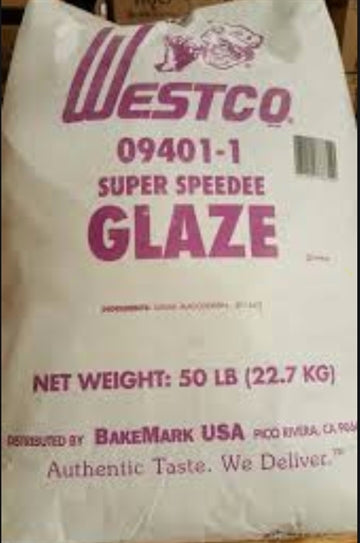 WESTCO®
09401-1
SUPER SPEEDEE
GLAZE
INGREDIENTS:
NET WEIGHT: 50 LB (22.7 KG)
DISTRIBUTED BY BAKEMARK USA PICO RIVERA, CA
Authentic Taste. We Deliver.™